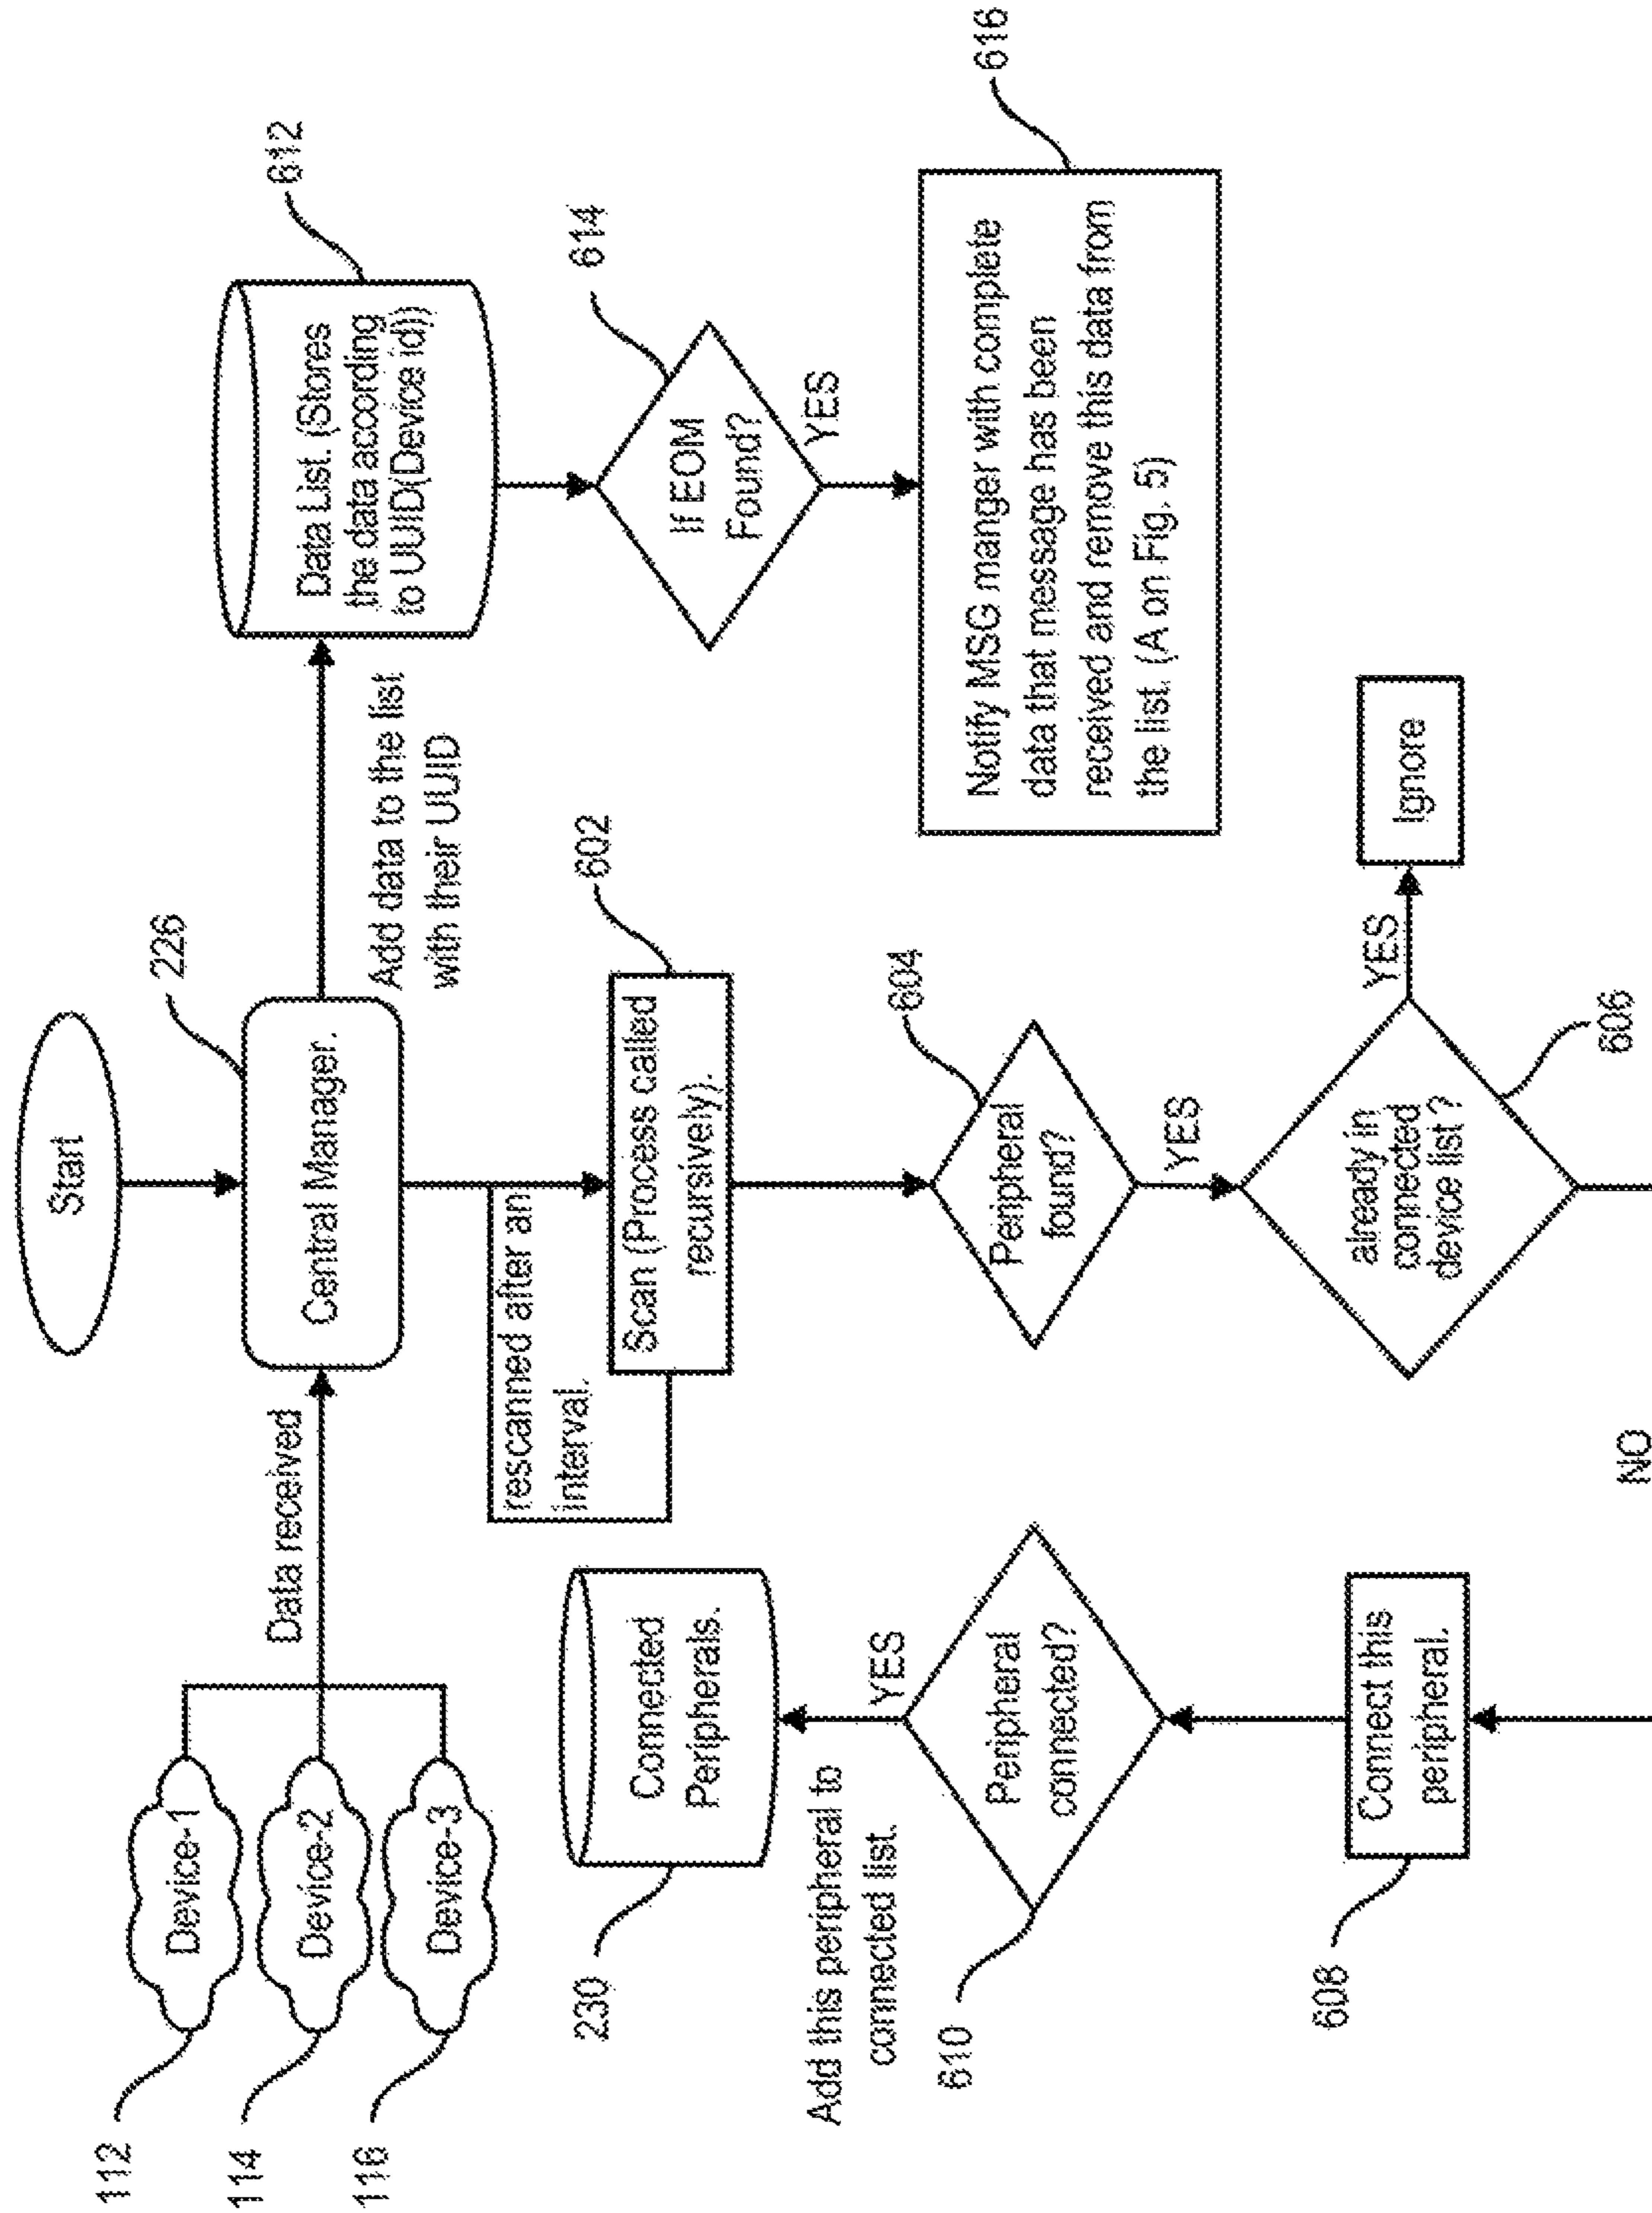 Start
226
Central Manager.
Data received
Device-1
Device-2
Device-3
112
114
116
Add data to the list
with their UUID
612
Data List. (Stores
the data according
to UUID(Device id))
614
If EOM
Found?
YES
616
Notify MSG manger with complete
data that message has been
received and remove this data from
the list. (A on Fig. 5)
rescanned after an
interval.
602
Scan (Process called
recursively).
604
Peripheral
found?
YES
already in
connected
device list ?
606
YES
Ignore
NO
608
Connect this
peripheral.
610
Peripheral
connected?
YES
Add this peripheral to
connected list.
230
Connected
Peripherals.